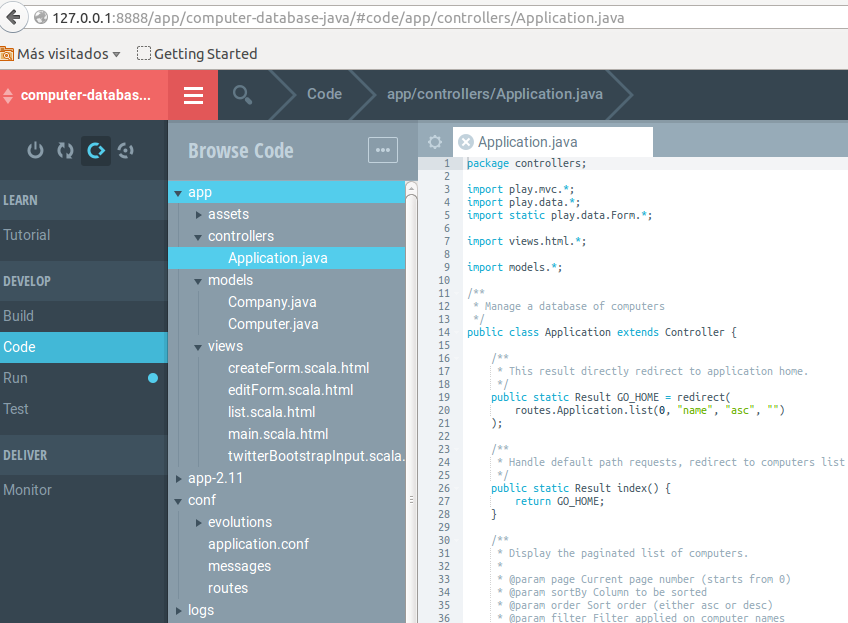 127.0.0.1:8888/app/computer-database-java/#code/app/controllers/Application.java
Más visitados Getting Started
computer-databas... Code app/controllers/Application.java
LEARN
Tutorial
DEVELOP
Build
Code
Run
Test
DELIVER
Monitor
Browse Code
app
assets
controllers
Application.java
models
Company.java
Computer.java
views
createForm.scala.html
editForm.scala.html
list.scala.html
main.scala.html
twitterBootstrapInput.scala.
app-2.11
conf
evolutions
application.conf
messages
routes
logs
Application.java
1 package controllers;
2
3 import play.mvc.*;
4 import play.data.*;
5 import static play.data.Form.*;
6
7 import views.html.*;
8
9 import models.*;
10
11 /**
12 * Manage a database of computers
13 */
14 public class Application extends Controller {
15
16 /**
17 * This result directly redirect to application home.
18 */
19 public static Result GO_HOME = redirect(
20 routes.Application.list(0, "name", "asc", "")
21 );
22
23 /**
24 * Handle default path requests, redirect to computers list
25 */
26 public static Result index() {
27 return GO_HOME;
28 }
29
30 /**
31 * Display the paginated list of computers.
32 *
33 * @param page Current page number (starts from 0)
34 * @param sortBy Column to be sorted
35 * @param order Sort order (either asc or desc)
36 * @param filter Filter applied on computer names